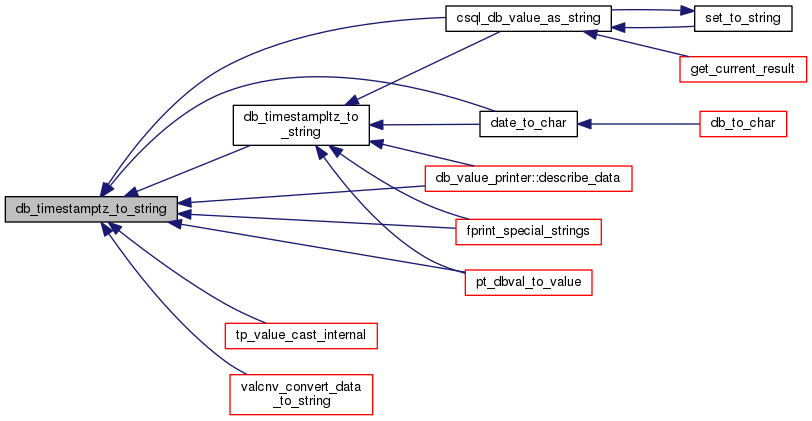 csql_db_value_as_string
set_to_string
get_current_result
db_timestampltz_to
_string
date_to_char
db_to_char
db_value_printer::describe_data
db_timestamptz_to_string
fprint_special_strings
pt_dbval_to_value
tp_value_cast_internal
valcnv_convert_data
_to_string